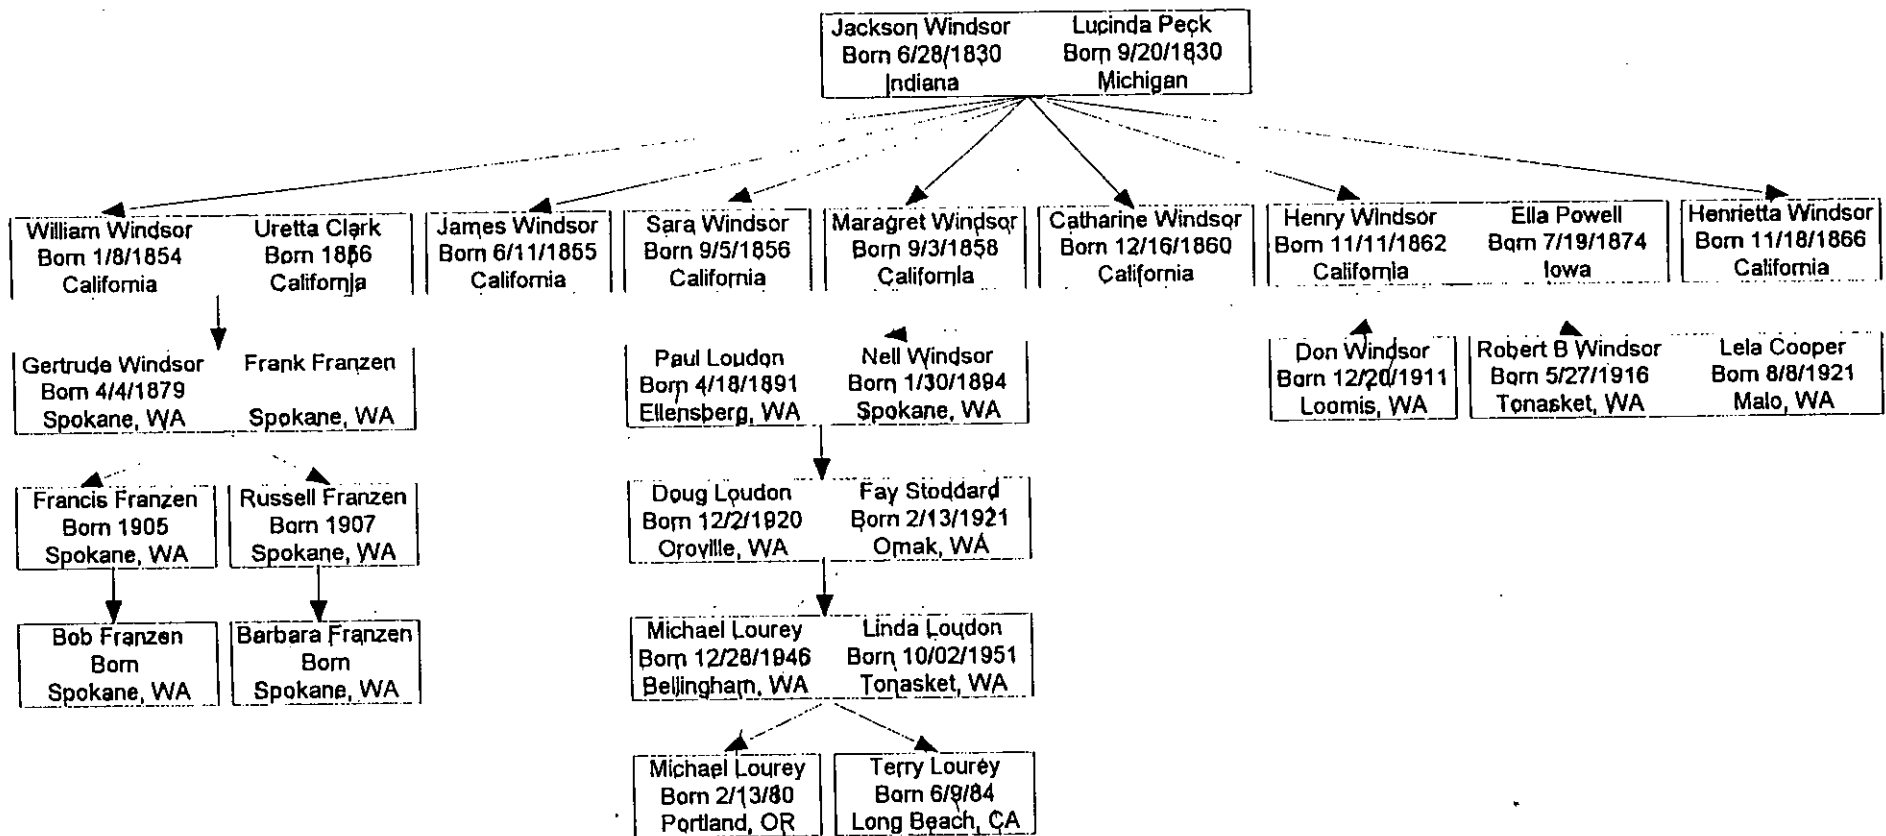 Jackson Windsor
Born 6/28/1830
Indiana
Lucinda Peck
Born 9/20/1830
Michigan
William Windsor
Born 1/8/1854
California
Uretta Clark
Born 1856
California
James Windsor
Born 6/11/1855
California
Sara Windsor
Born 9/5/1856
California
Maragret Windsor
Born 9/3/1858
California
Catharine Windsor
Born 12/16/1860
California
Henry Windsor
Born 11/11/1862
California
Ella Powell
Born 7/19/1874
Iowa
Henrietta Windsor
Born 11/18/1866
California
Gertrude Windsor
Born 4/4/1879
Spokane, WA
Frank Franzen
Spokane, WA
Paul Loudon
Born 4/18/1891
Ellensberg, WA
Nell Windsor
Born 1/30/1894
Spokane, WA
Don Windsor
Born 12/20/1911
Loomis, WA
Robert B Windsor
Born 5/27/1916
Tonasket, WA
Lela Cooper
Born 8/8/1921
Malo, WA
Francis Franzen
Born 1905
Spokane, WA
Russell Franzen
Born 1907
Spokane, WA
Doug Loudon
Born 12/2/1920
Oroville, WA
Fay Stoddard
Born 2/13/1921
Omak, WA
Bob Franzen
Born
Spokane, WA
Barbara Franzen
Born
Spokane, WA
Michael Lourey
Born 12/28/1946
Bellingham, WA
Linda Loudon
Born 10/02/1951
Tonasket, WA
Michael Lourey
Born 2/13/80
Portland, OR
Terry Lourey
Born 6/9/84
Long Beach, CA